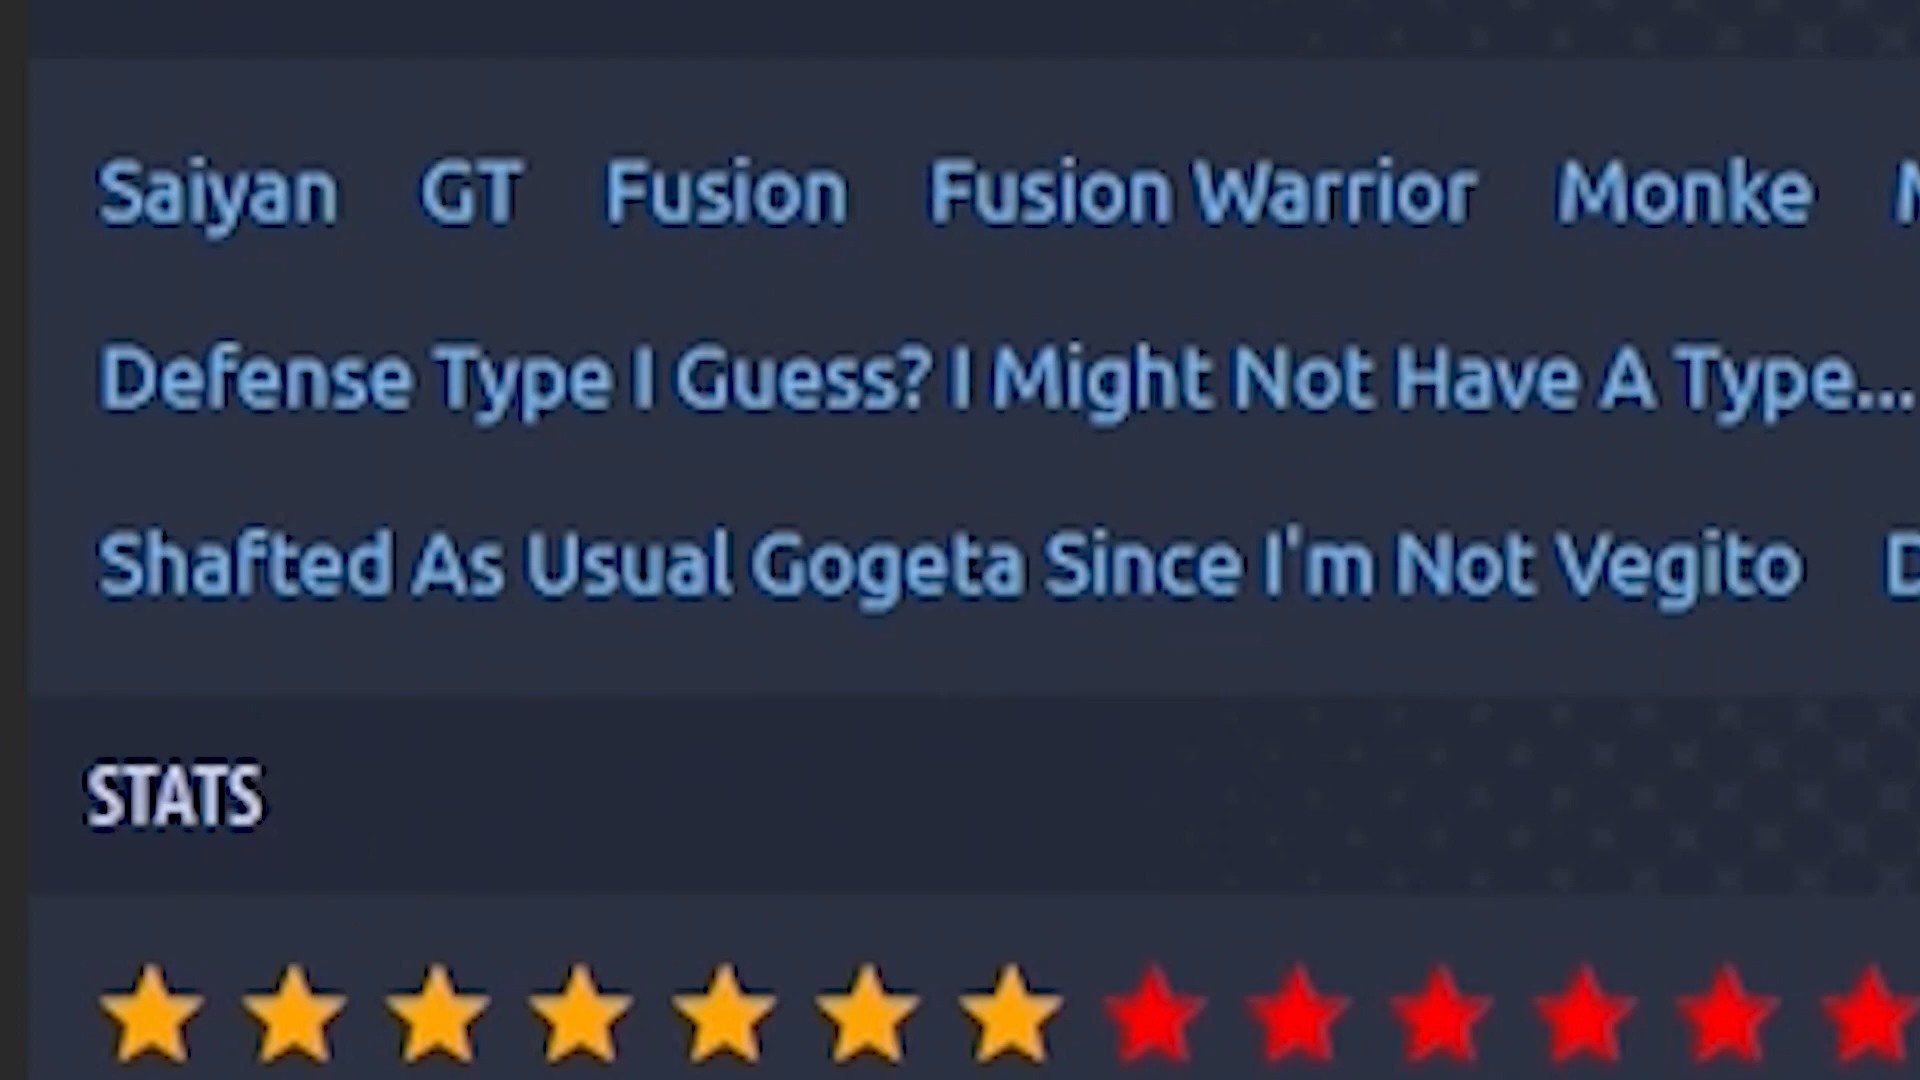 Saiyan GT Fusion Fusion Warrior Monke
Defense Type I Guess? I Might Not Have A Type...
Shafted As Usual Gogeta Since I'm Not Vegito
STATS